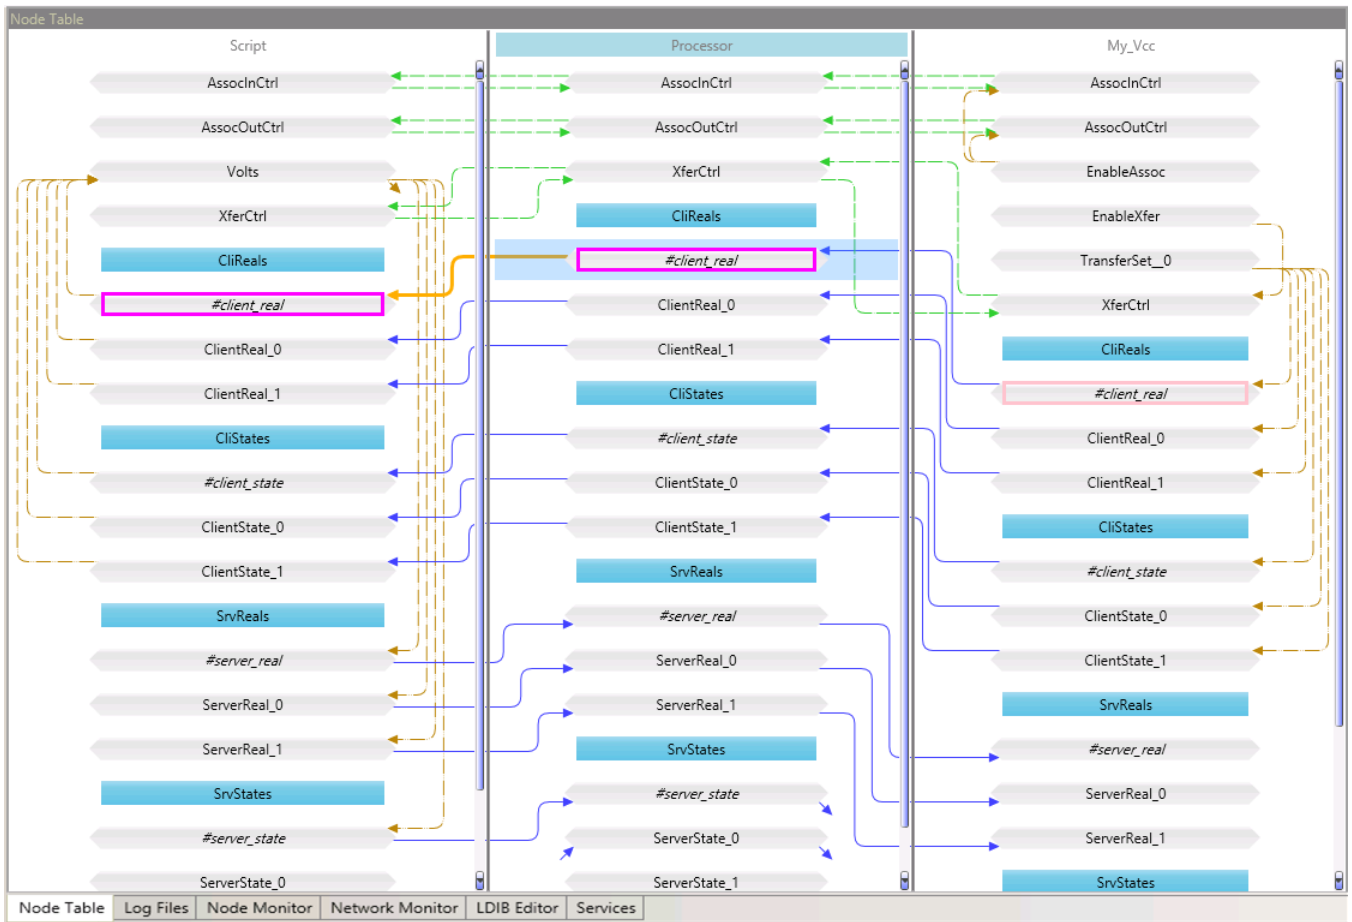 Node Table
Script
AssocInCtrl
AssocOutCtrl
Volts
XferCtrl
CliReals
#client_real
ClientReal_0
ClientReal_1
CliStates
#client_state
ClientState_0
ClientState_1
SrvReals
#server_real
ServerReal_0
ServerReal_1
SrvStates
#server_state
ServerState_0
Processor
AssocInCtrl
AssocOutCtrl
XferCtrl
CliReals
#client_real
ClientReal_0
ClientReal_1
CliStates
#client_state
ClientState_0
ClientState_1
SrvReals
#server_real
ServerReal_0
ServerReal_1
SrvStates
#server_state
ServerState_0
ServerState_1
My_Vcc
AssocInCtrl
AssocOutCtrl
EnableAssoc
EnableXfer
TransferSet__0
XferCtrl
CliReals
#client_real
ClientReal_0
ClientReal_1
CliStates
#client_state
ClientState_0
ClientState_1
SrvReals
#server_real
ServerReal_0
ServerReal_1
SrvStates
Node Table Log Files Node Monitor Network Monitor LDIB Editor Services